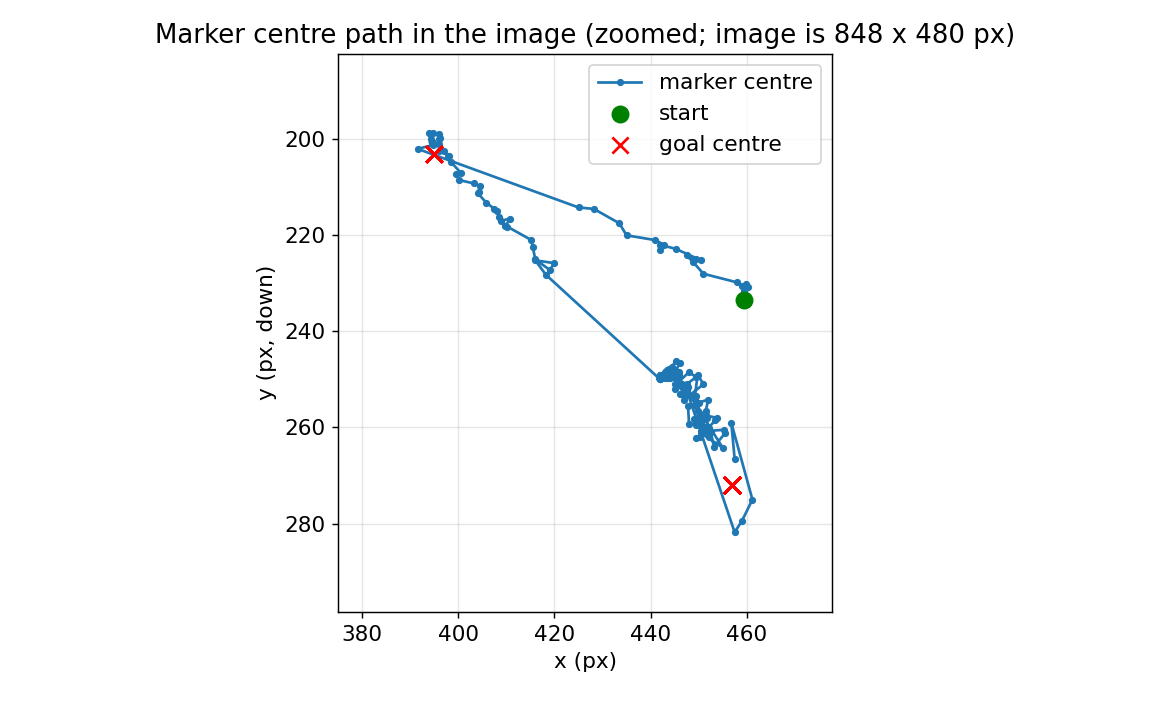 Marker centre path in the image (zoomed; image is 848 x 480 px)
marker centre
start
goal centre
200
220
240
260
280
y (px, down)
380 400 420 440 460
x (px)